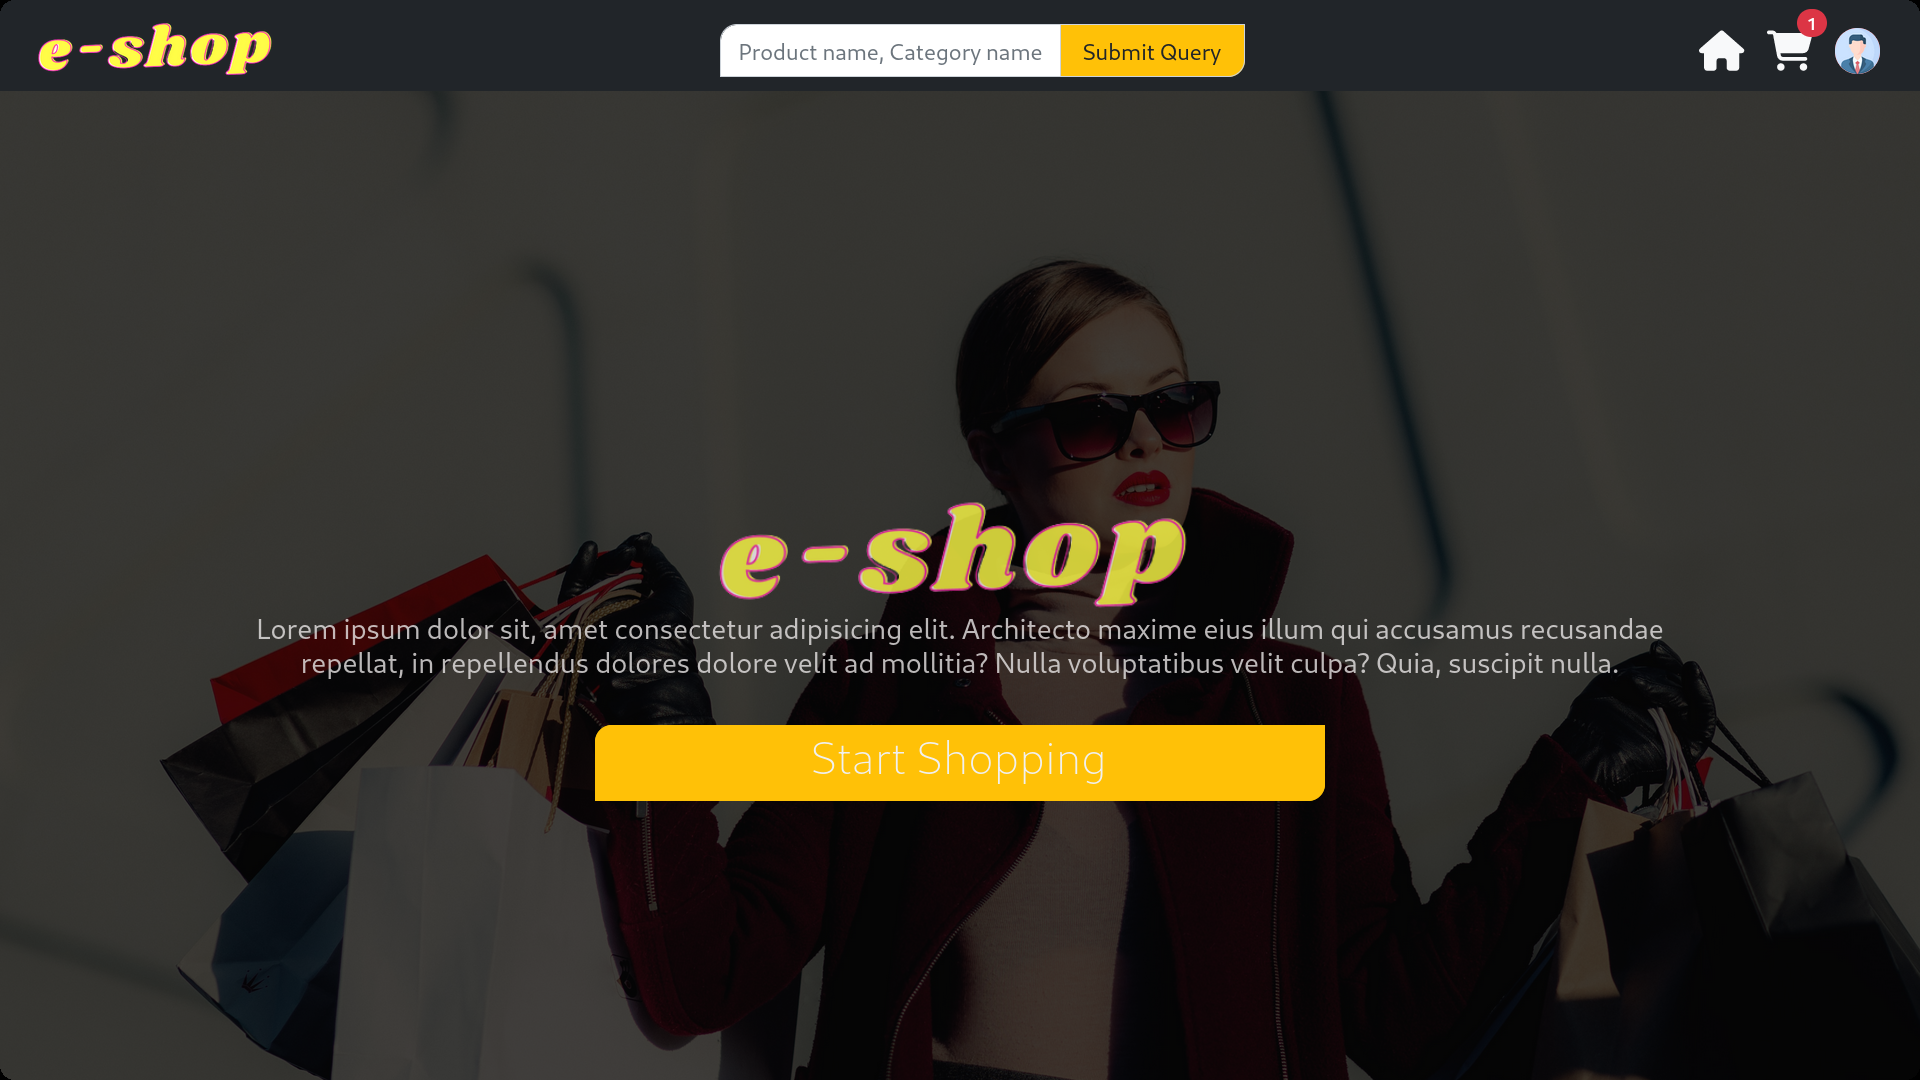 e-shop
Product name, Category name
Submit Query
1
e-shop
Lorem ipsum dolor sit, amet consectetur adipisicing elit. Architecto maxime eius illum qui accusamus recusandae
repellat, in repellendus dolores dolore velit ad mollitia? Nulla voluptatibus velit culpa? Quia, suscipit nulla.
Start Shopping